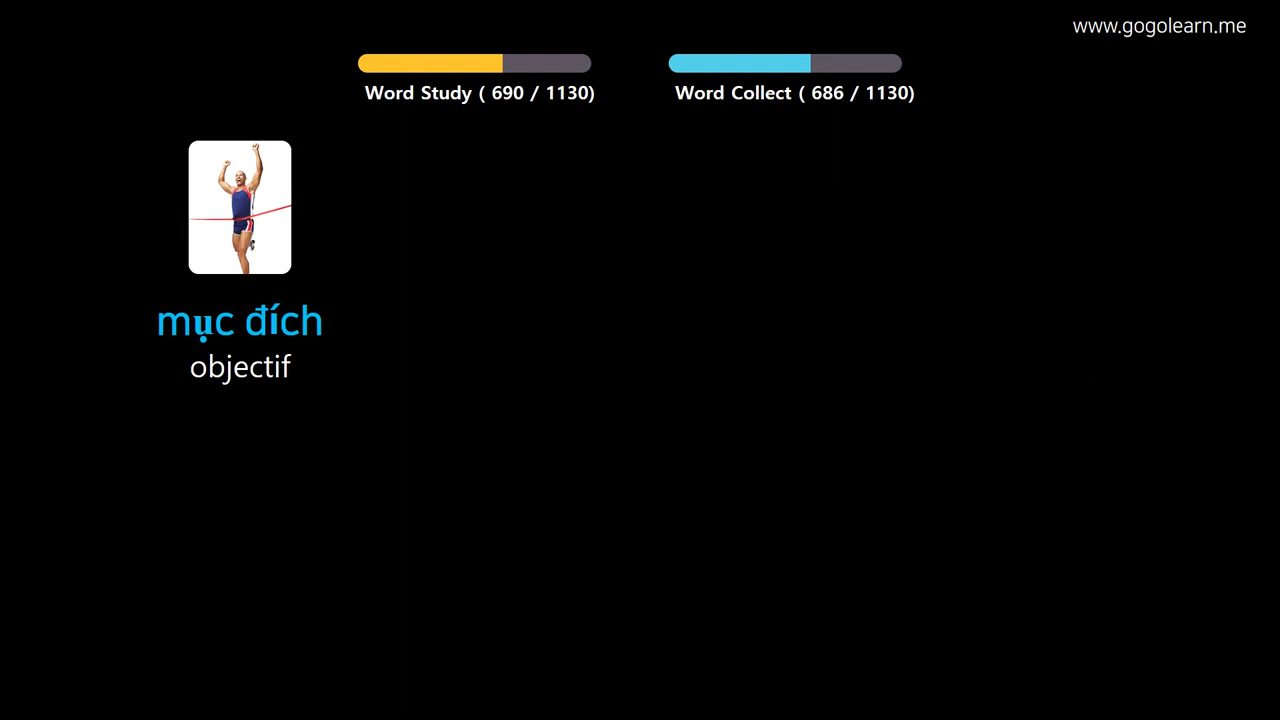 www.gogolearn.me
Word Study ( 690 / 1130)
Word Collect ( 686 / 1130)
mục đích
objectif